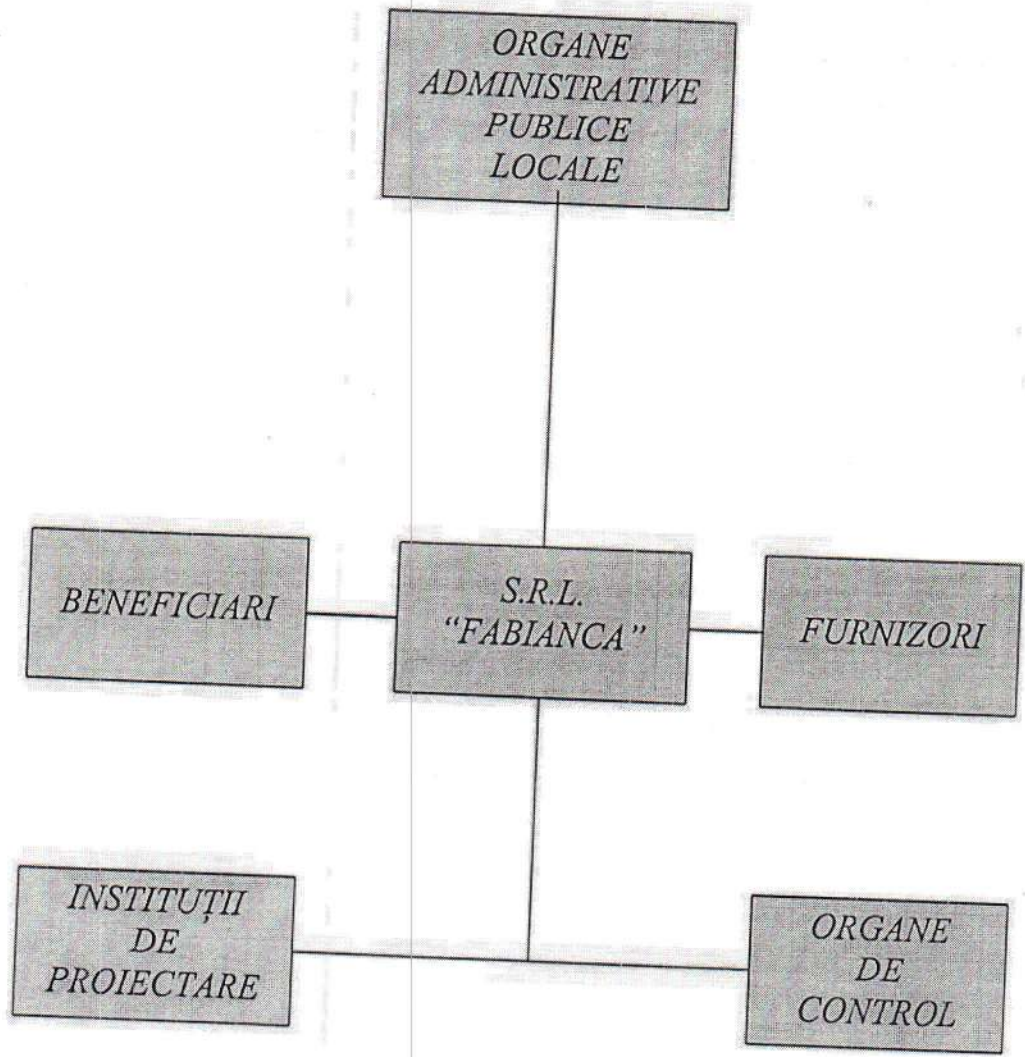 ORGANE
ADMINISTRATIVE
PUBLICE
LOCALE
BENEFICIARI
S.R.L.
“FABIANCA”
FURNIZORI
INSTITUȚII
DE
PROIECTARE
ORGANE
DE
CONTROL